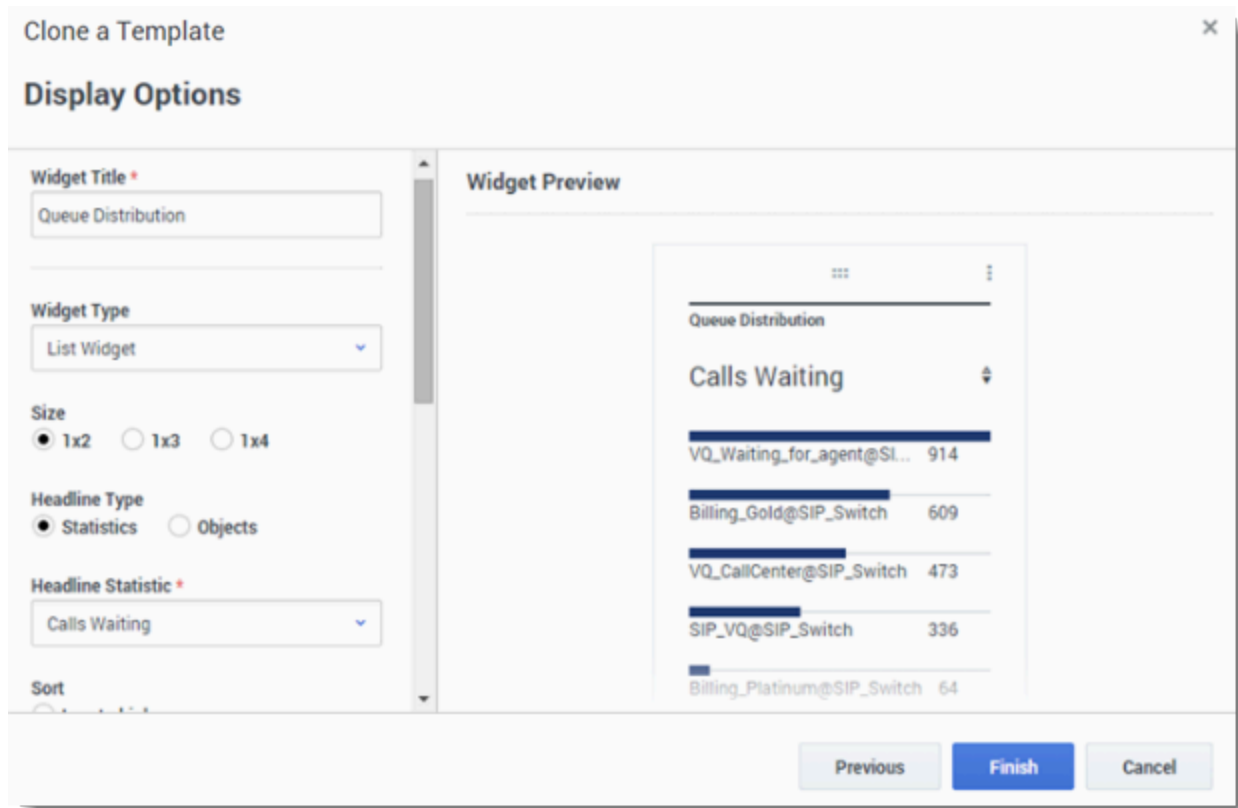 Clone a Template
Display Options
Widget Title *
Queue Distribution
Widget Type
List Widget
Size
1x2 1x3 1x4
Headline Type
Statistics Objects
Headline Statistic *
Calls Waiting
Sort
Widget Preview
Queue Distribution
Calls Waiting
VQ_Waiting_for_agent@SI... 914
Billing_Gold@SIP_Switch 609
VQ_CallCenter@SIP_Switch 473
SIP_VQ@SIP_Switch 336
Billing_Platinum@SIP_Switch 64
Previous Finish Cancel